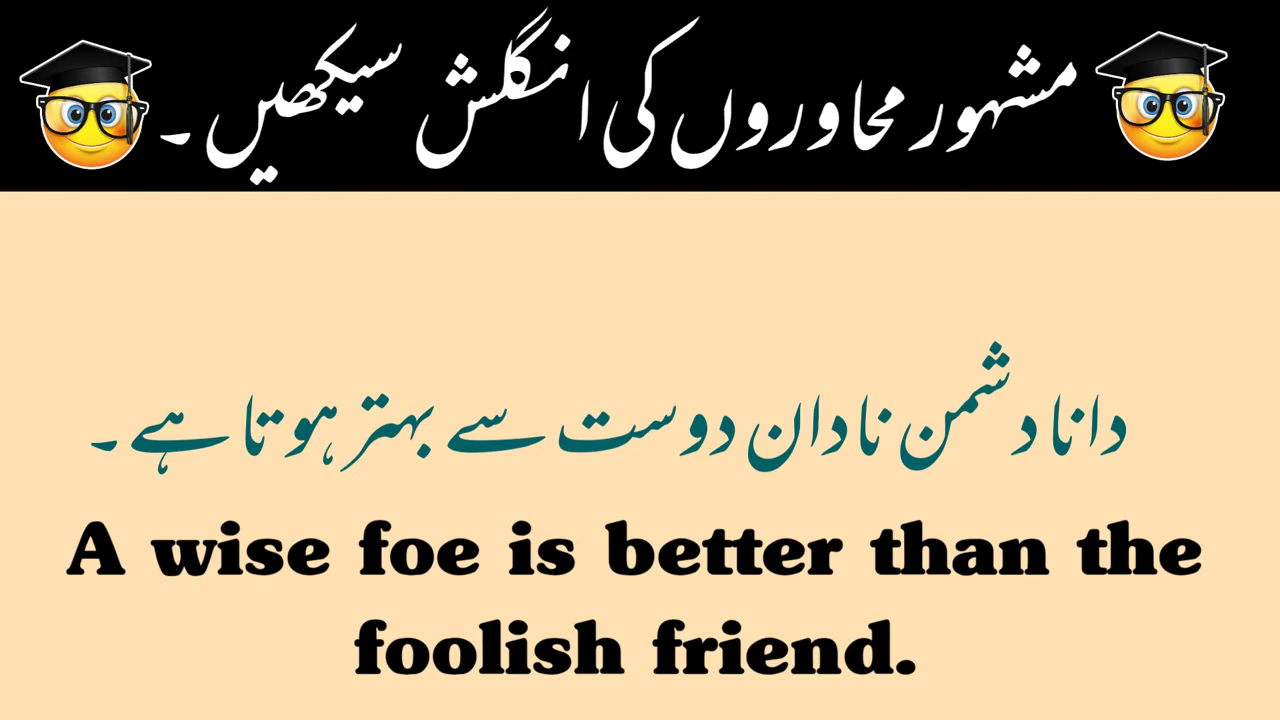 مشہور محاوروں کی انگلش سیکھیں۔
دانا دشمن نادان دوست سے بہتر ہوتا ہے۔
A wise foe is better than the
foolish friend.